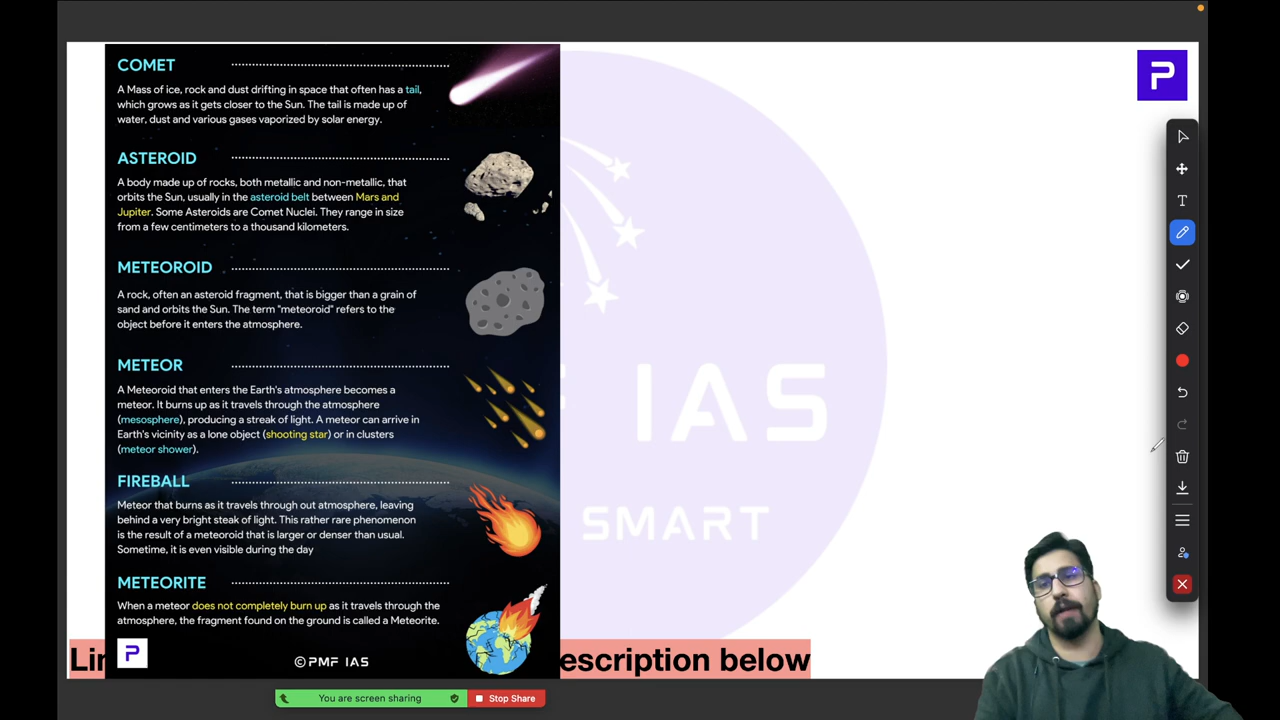 COMET
A Mass of ice, rock and dust drifting in space that often has a tail,
which grows as it gets closer to the Sun. The tail is made up of
water, dust and various gases vaporized by solar energy.
ASTEROID
A body made up of rocks, both metallic and non-metallic, that
orbits the Sun, usually in the asteroid belt between Mars and
Jupiter. Some Asteroids are Comet Nuclei. They range in size
from a few centimeters to a thousand kilometers.
METEOROID
A rock, often an asteroid fragment, that is bigger than a grain of
sand and orbits the Sun. The term "meteoroid" refers to the
object before it enters the atmosphere.
METEOR
A Meteoroid that enters the Earth's atmosphere becomes a
meteor. It burns up as it travels through the atmosphere
(mesosphere), producing a streak of light. A meteor can arrive in
Earth's vicinity as a lone object (shooting star) or in clusters
(meteor shower).
FIREBALL
Meteor that burns as it travels through out atmosphere, leaving
behind a very bright steak of light. This rather rare phenomenon
is the result of a meteoroid that is larger or denser than usual.
Sometime, it is even visible during the day
METEORITE
When a meteor does not completely burn up as it travels through the
atmosphere, the fragment found on the ground is called a Meteorite.
P
© PMF IAS
IAS
SMART
P
T
escription below
You are screen sharing
Stop Share